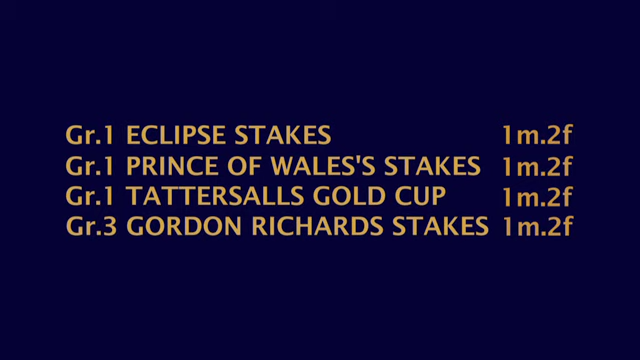 Gr.1 ECLIPSE STAKES 1m.2f
Gr.1 PRINCE OF WALES'S STAKES 1m.2f
Gr.1 TATTERSALLS GOLD CUP 1m.2f
Gr.3 GORDON RICHARDS STAKES 1m.2f